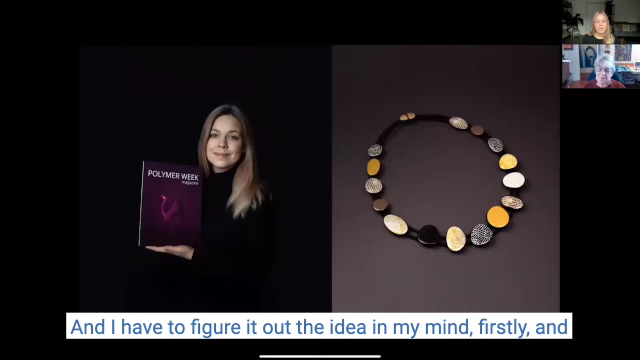 POLYMER WEEK
magazine
And I have to figure it out the idea in my mind, firstly, and